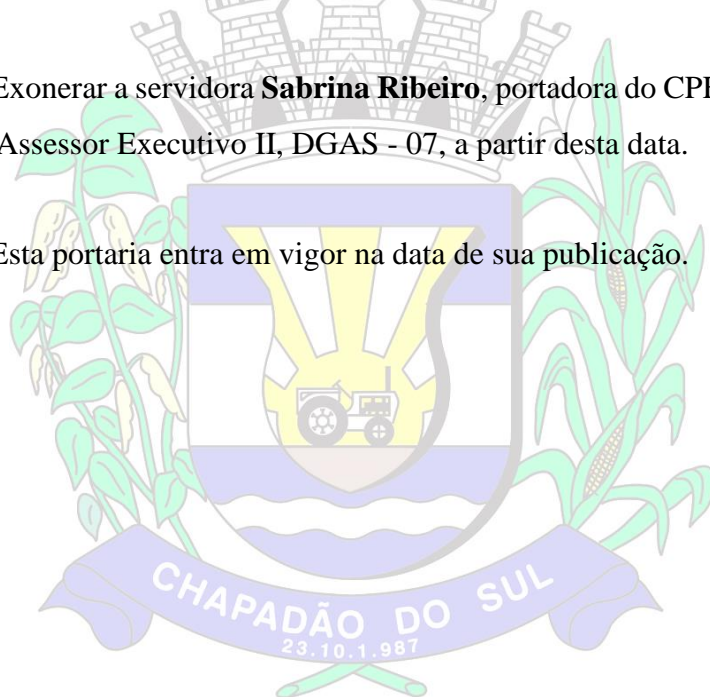 Exonerar a servidora Sabrina Ribeiro, portadora do CPF
Assessor Executivo II, DGAS - 07, a partir desta data.
Esta portaria entra em vigor na data de sua publicação.
CHAPADÃO DO SUL
23.10.1.987